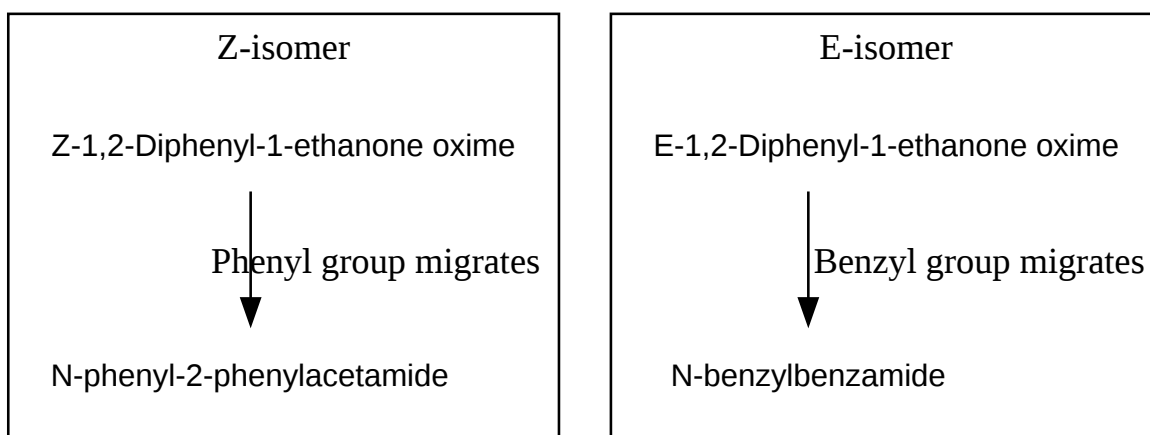 Z-isomer
Z-1,2-Diphenyl-1-ethanone oxime
Phenyl group migrates
N-phenyl-2-phenylacetamide
E-isomer
E-1,2-Diphenyl-1-ethanone oxime
Benzyl group migrates
N-benzylbenzamide